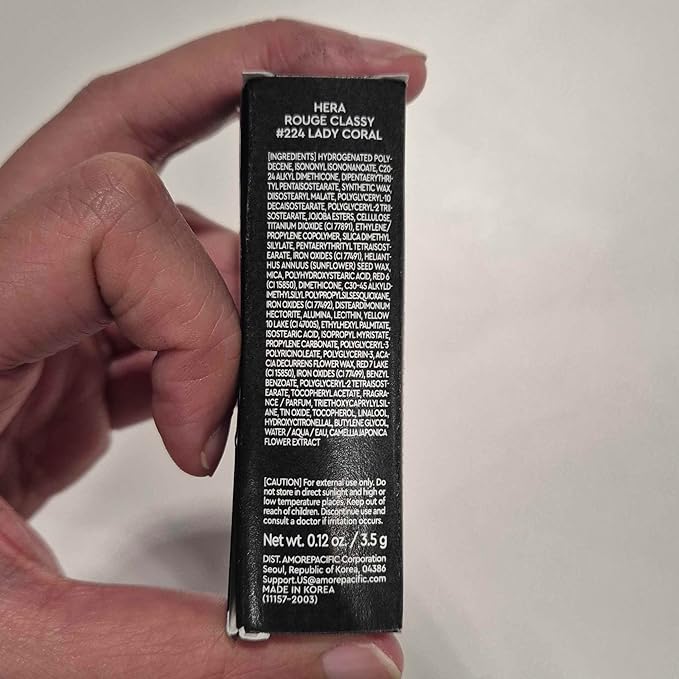 HERA
ROUGE CLASSY
#224 LADY CORAL
[INGREDIENTS] HYDROGENATED POLY-
DECENE, ISONONYL ISONONANOATE, C20-
24 ALKYL DIMETHICONE, DIPENTAERYTHRI-
TYL PENTAISOSTEARATE, SYNTHETIC WAX,
DIISOSTEARYL MALATE, POLYGLYCERYL-10
DECAISOSTEARATE, POLYGLYCERYL-2 TRII-
SOSTEARATE, JOJOBA ESTERS, CELLULOSE,
TITANIUM DIOXIDE (CI 77891), ETHYLENE/
PROPYLENE COPOLYMER, SILICA DIMETHYL
SILYLATE, PENTAERYTHRITYL TETRAISOST-
EARATE, IRON OXIDES (CI 77491), HELIANT-
HUS ANNUUS (SUNFLOWER) SEED WAX,
MICA, POLYHYDROXYSTEARIC ACID, RED 6
(CI 15850), DIMETHICONE, C30-45 ALKYLD-
IMETHYLSILYL POLYPROPYLSILSESQUIOXANE,
IRON OXIDES (CI 77492), DISTEARDIMONIUM
HECTORITE, ALUMINA, LECITHIN, YELLOW
10 LAKE (CI 47005), ETHYLHEXYL PALMITATE,
ISOSTEARIC ACID, ISOPROPYL MYRISTATE,
PROPYLENE CARBONATE, POLYGLYCERYL-3
POLYRICINOLEATE, POLYGLYCERIN-3, ACA-
CIA DECURRENS FLOWER WAX, RED 7 LAKE
(CI 15850), IRON OXIDES (CI 77499), BENZYL
BENZOATE, POLYGLYCERYL-2 TETRAISOST-
EARATE, TOCOPHERYL ACETATE, FRAGRA-
NCE / PARFUM, TRIETHOXYCAPRYLYLSIL-
ANE, TIN OXIDE, TOCOPHEROL, LINALOOL,
HYDROXYCITRONELLAL, BUTYLENE GLYCOL,
WATER / AQUA / EAU, CAMELLIA JAPONICA
FLOWER EXTRACT
[CAUTION] For external use only. Do
not store in direct sunlight and high or
low temperature places. Keep out of
reach of children. Discontinue use and
consult a doctor if irritation occurs.
Net wt. 0.12 oz. / 3.5 g
DIST. AMOREPACIFIC Corporation
Seoul, Republic of Korea, 04386
Support.US@amorepacific.com
MADE IN KOREA
(11157-2003)